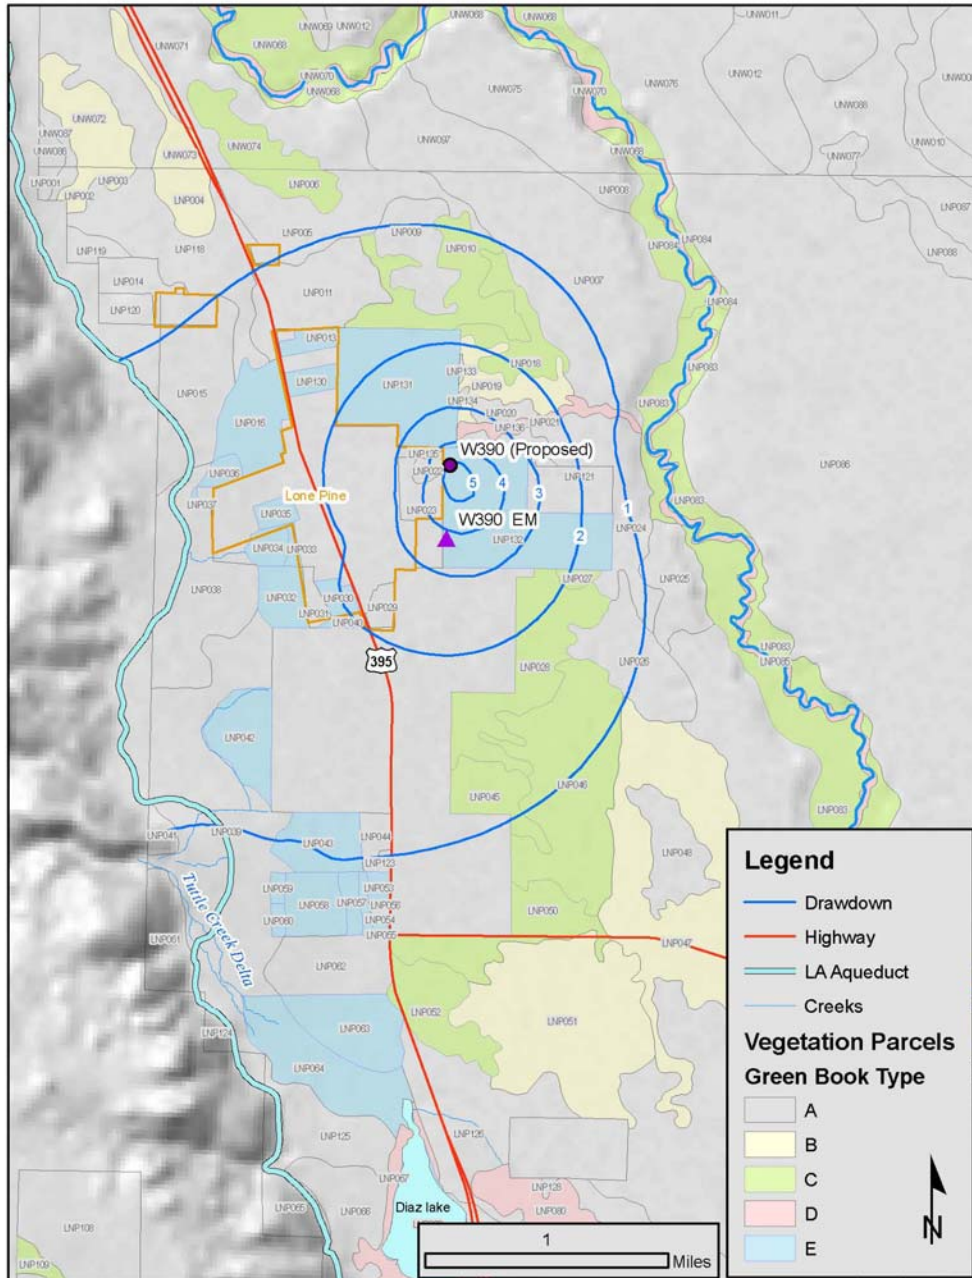 UNW071
UNW069
UNW012
UNW068
UNW068
UNW068
UNW011
UNW070
UNW068
UNW075
UNW070
UNW076
UNW012
UNW072
UNW087
UNW086
UNW073
UNW074
UNW097
UNW068
UNW086
UNW077
UNW010
LNP001
LNP003
LNP002
LNP004
LNP006
LNP008
LNP087
LNP088
LNP119
LNP118
LNP005
LNP009
LNP010
LNP084
LNP084
LNP014
LNP120
LNP011
LNP007
LNP084
LNP013
LNP015
LNP130
LNP131
LNP133
LNP018
LNP083
LNP019
LNP134
LNP083
LNP016
LNP020
LNP021
LNP136
LNP024
W390 (Proposed)
LNP135
LNP022
LNP086
LNP036
LNP037
Lone Pine
5
4
3
LNP121
1
LNP083
LNP035
LNP023
W390 EM
LNP132
2
LNP024
LNP034
LNP033
LNP038
LNP032
LNP030
LNP029
LNP027
LNP025
LNP031
LNP040
395
LNP028
LNP026
LNP083
LNP085
LNP042
LNP045
LNP046
LNP083
LNP041
LNP039
LNP043
LNP044
LNP123
LNP048
LNP059
LNP053
LNP058
LNP057
LNP056
LNP060
LNP054
LNP050
LNP055
LNP047
LNP061
Tuttle Creek Delta
LNP062
LNP052
LNP051
LNP124
LNP063
LNP064
LNP125
LNP126
LNP067
LNP065
LNP066
LNP128
LNP080
Diaz lake
LNP108
LNP109
Legend
Drawdown
Highway
LA Aqueduct
Creeks
Vegetation Parcels
Green Book Type
A
B
C
D
E
N
1
Miles